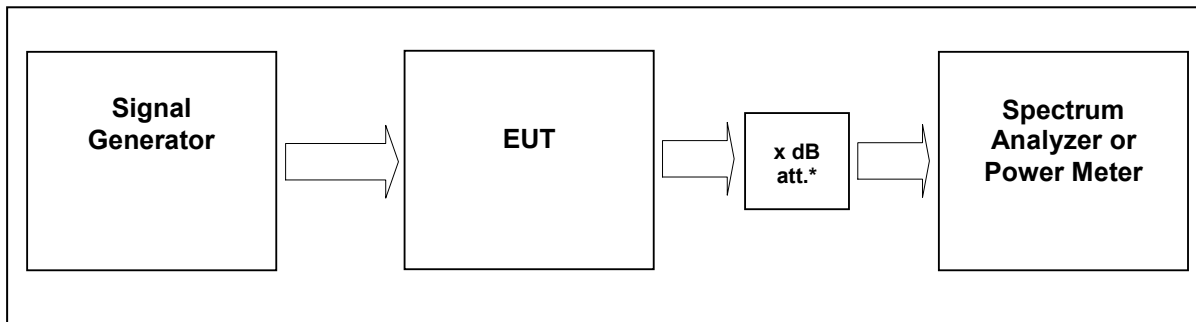 Signal
Generator
EUT
x dB
att.*
Spectrum
Analyzer or
Power Meter